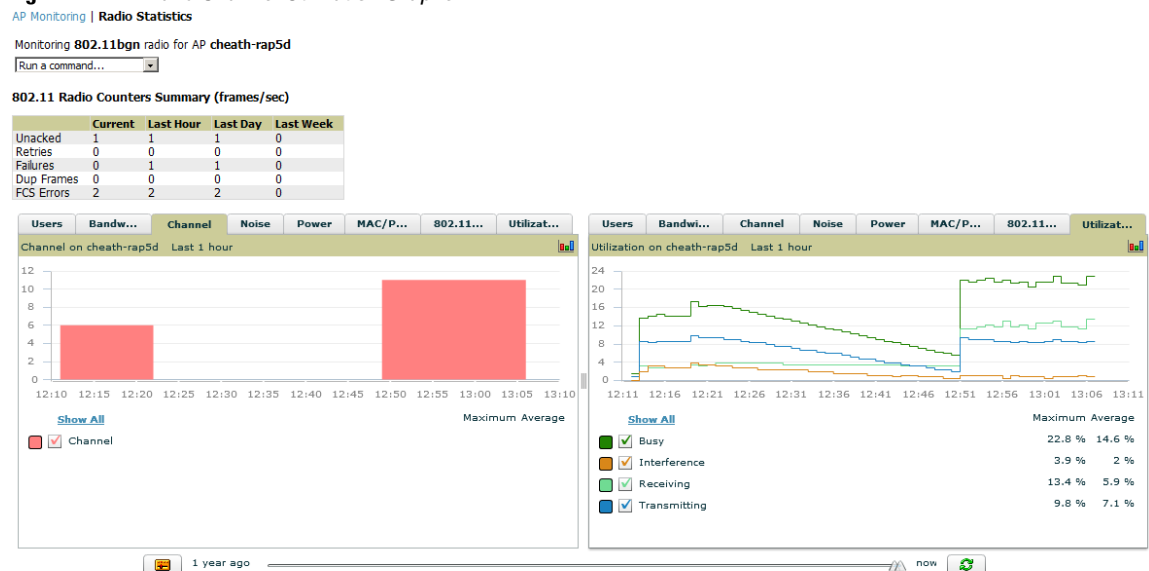 AP Monitoring | Radio Statistics
Monitoring 802.11bgn radio for AP cheath-rap5d
Run a command...
802.11 Radio Counters Summary (frames/sec)
Current Last Hour Last Day Last Week
Unacked 1 1 1 0
Retries 0 0 0 0
Failures 0 1 1 0
Dup Frames 0 0 0 0
FCS Errors 2 2 2 0
Users Bandw... Channel Noise Power MAC/P... 802.11... Utilizat...
Channel on cheath-rap5d Last 1 hour
12
10
8
6
4
2
0
12:10 12:15 12:20 12:25 12:30 12:35 12:40 12:45 12:50 12:55 13:00 13:05 13:10
Show All Maximum Average
Channel
Users Bandwi... Channel Noise Power MAC/P... 802.11... Utilizat...
Utilization on cheath-rap5d Last 1 hour
24
20
16
12
8
4
0
12:11 12:16 12:21 12:26 12:31 12:36 12:41 12:46 12:51 12:56 13:01 13:06 13:11
Show All Maximum Average
Busy 22.8 % 14.6 %
Interference 3.9 % 2 %
Receiving 13.4 % 5.9 %
Transmitting 9.8 % 7.1 %
1 year ago now